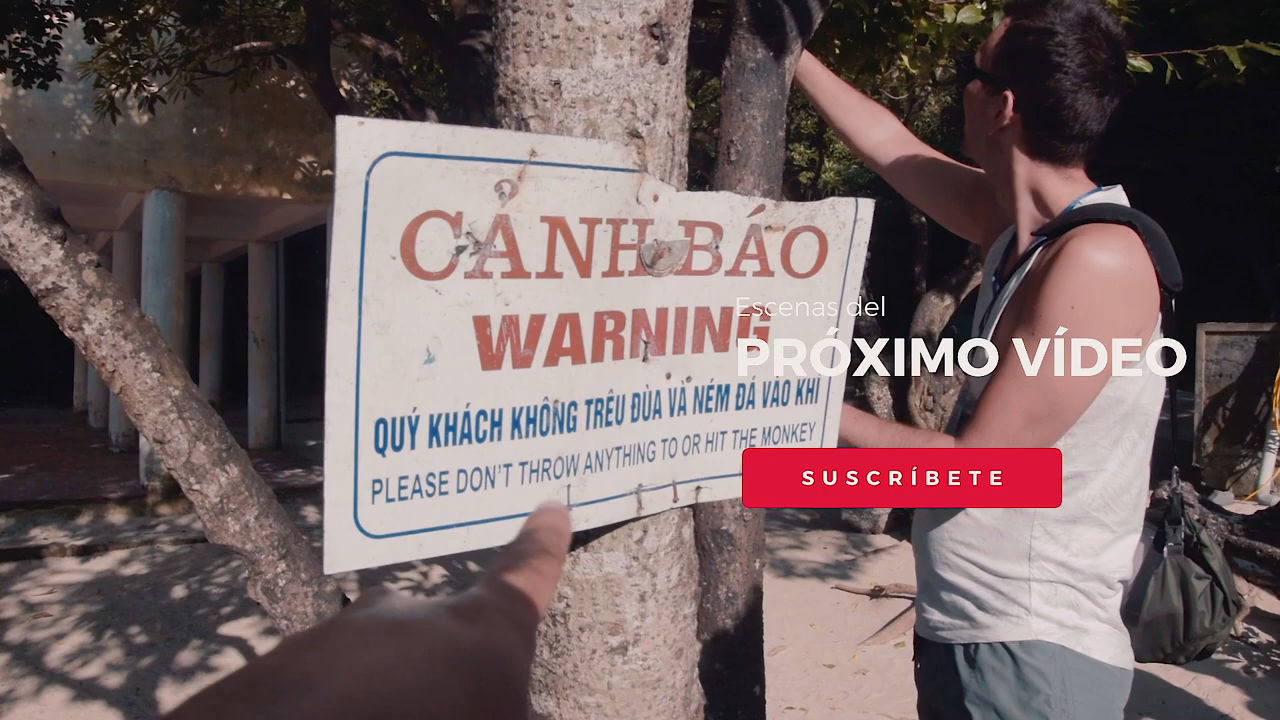 CẢNH BÁO
WARNING
QUÝ KHÁCH KHÔNG TRÊU ĐÙA VÀ NÉM ĐÁ VÀO KHỈ
PLEASE DON'T THROW ANYTHING TO OR HIT THE MONKEY
Escenas del
PRÓXIMO VÍDEO
SUSCRÍBETE